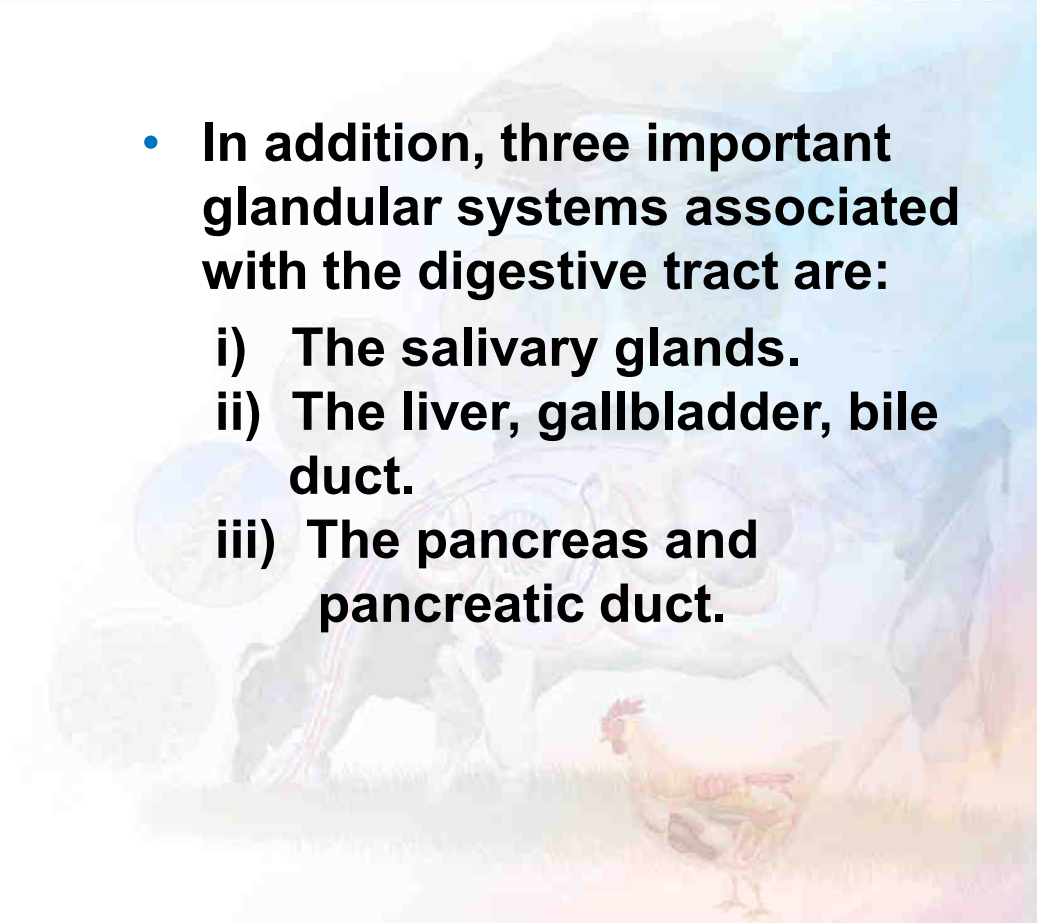 • In addition, three important
glandular systems associated
with the digestive tract are:
i) The salivary glands.
ii) The liver, gallbladder, bile
duct.
iii) The pancreas and
pancreatic duct.